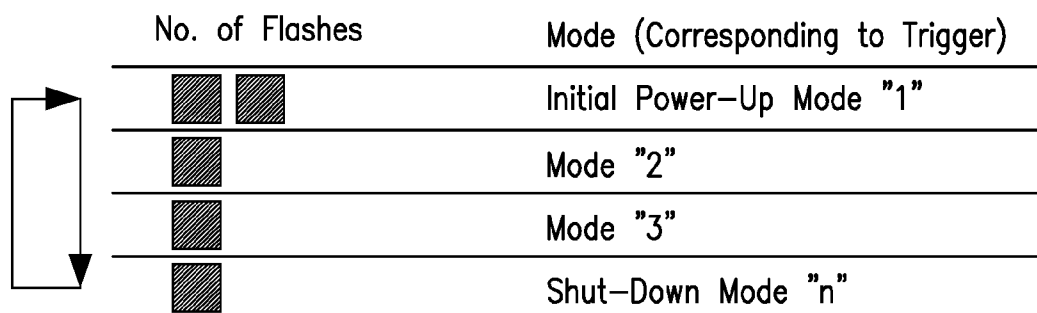 No. of Flashes Mode (Corresponding to Trigger)
Initial Power-Up Mode "1"
Mode "2"
Mode "3"
Shut-Down Mode "n"